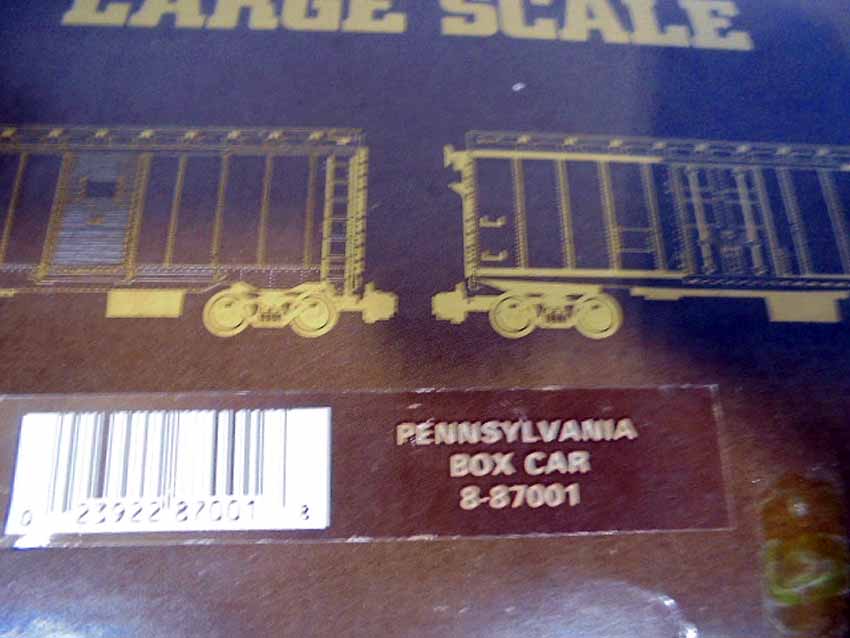 LARGE SCALE
PENNSYLVANIA
BOX CAR
8-87001
0 23922 87001 8